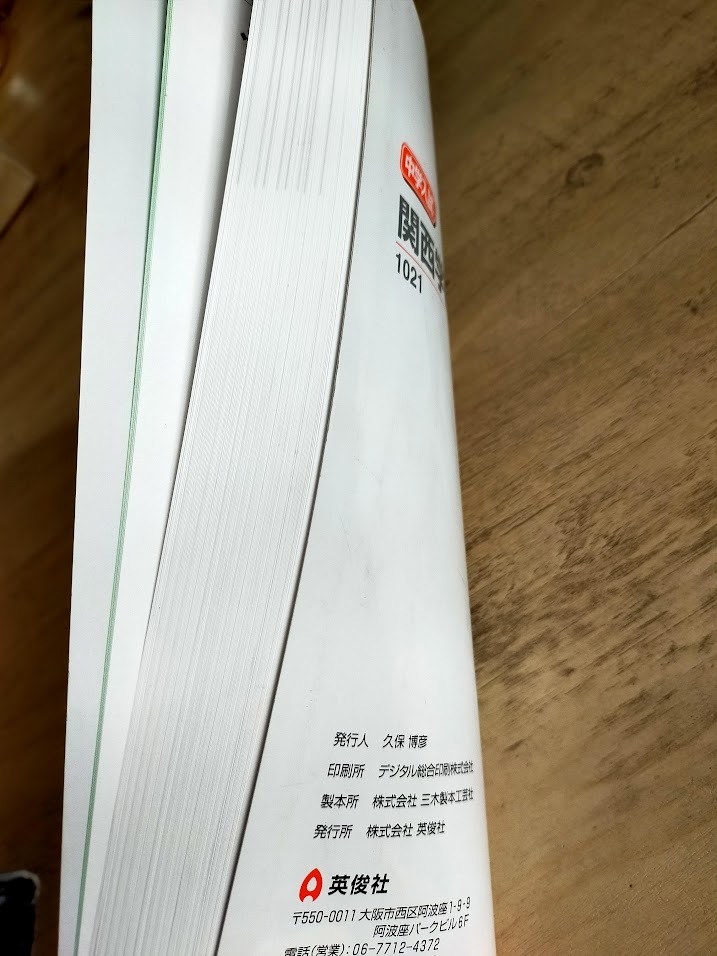 中学入試
関西学
1021
発行人 久保 博彦
印刷所 デジタル総合印刷株式会社
製本所 株式会社 三木製本工芸社
発行所 株式会社 英俊社
英俊社
〒550-0011 大阪市西区阿波座1-9-9
阿波座パークビル6F
電話(営業):06-7712-4372